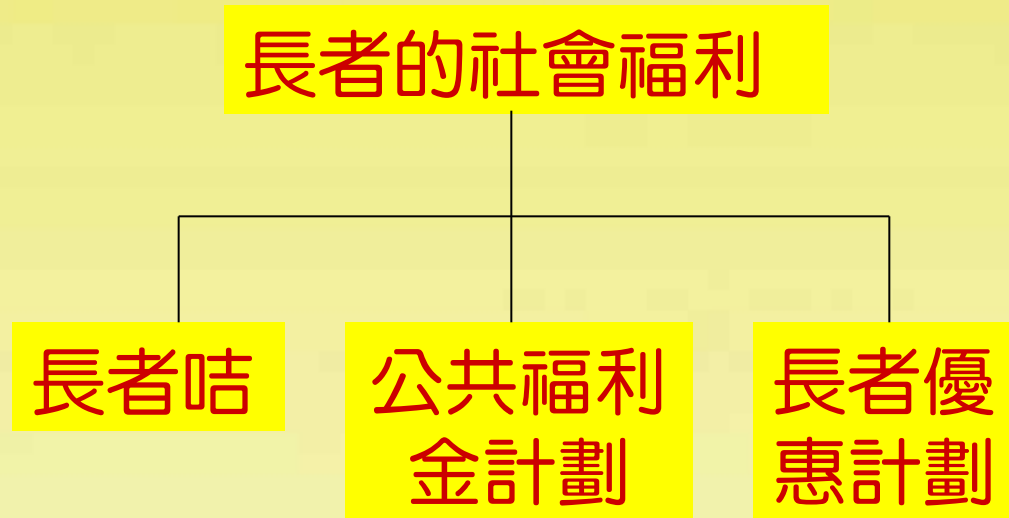 長者的社會福利
長者咭
公共福利
金計劃
長者優
惠計劃